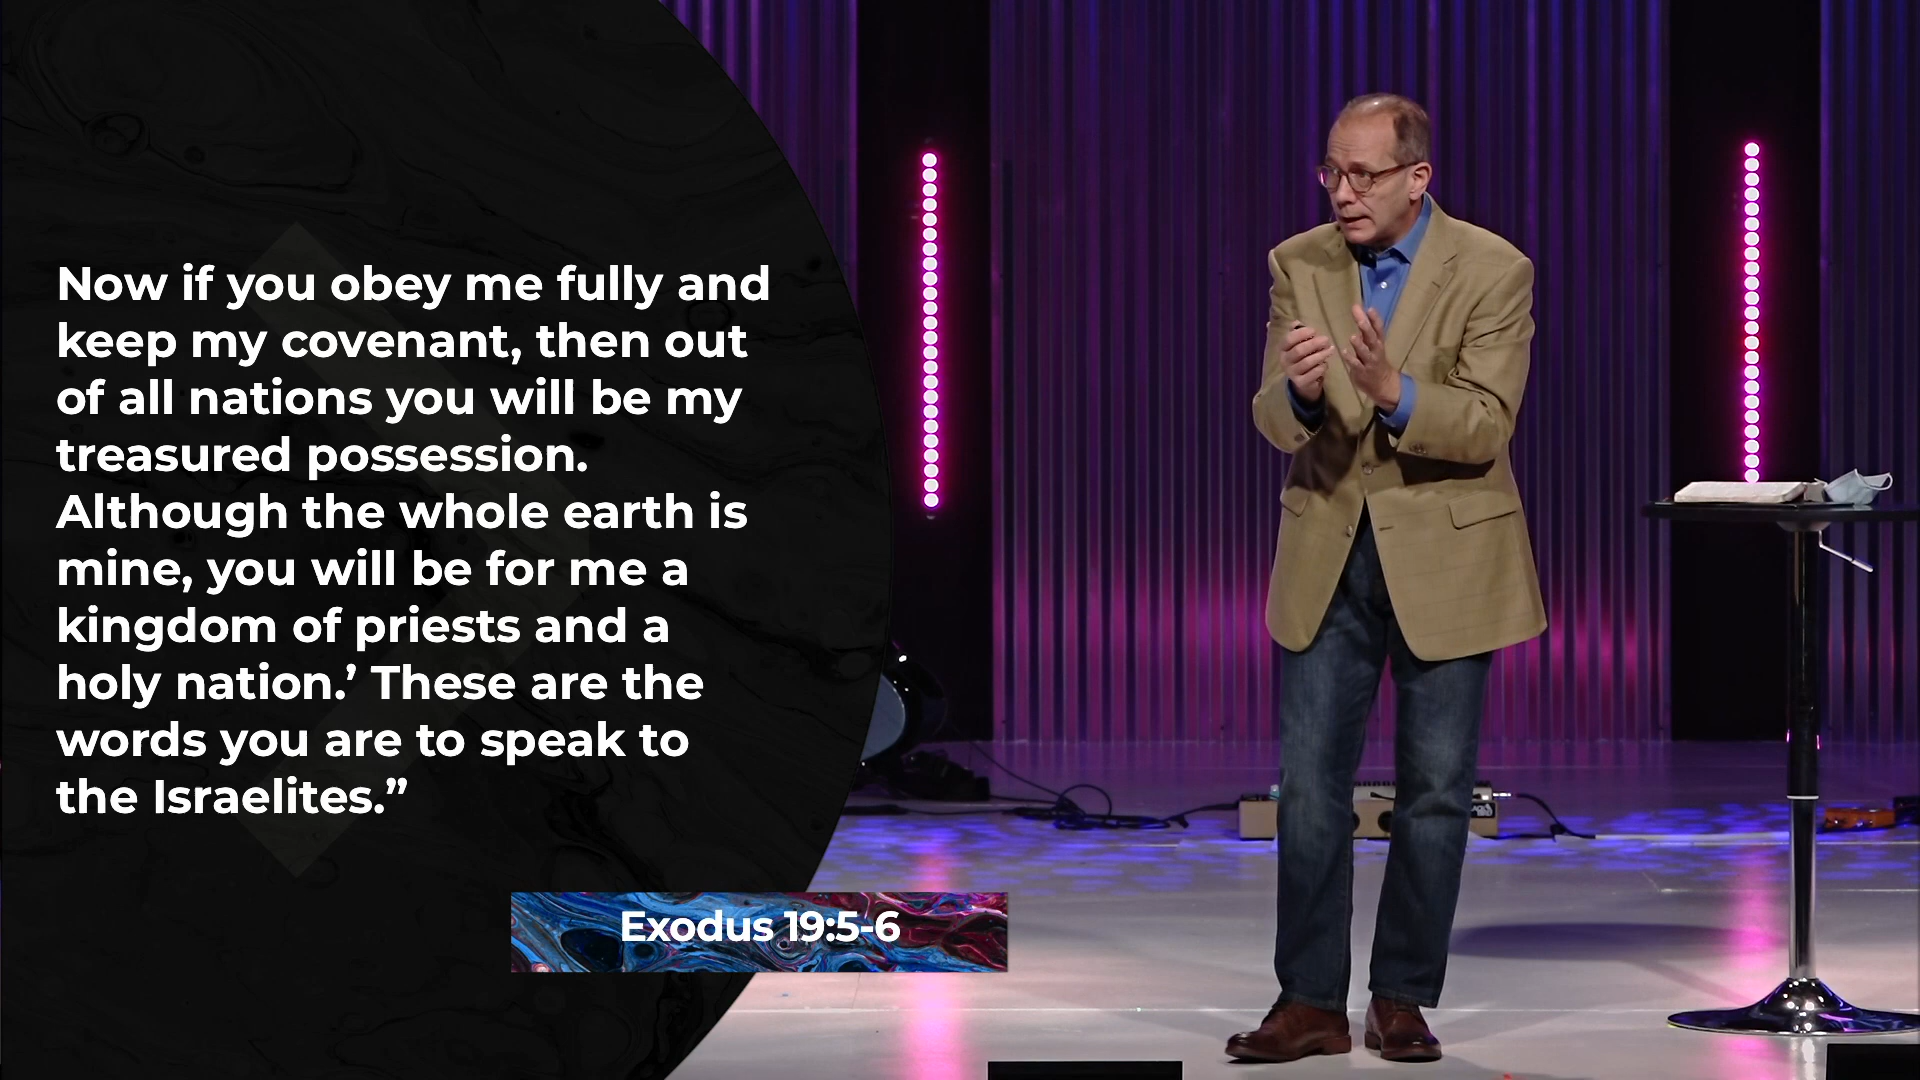 Now if you obey me fully and
keep my covenant, then out
of all nations you will be my
treasured possession.
Although the whole earth is
mine, you will be for me a
kingdom of priests and a
holy nation.’ These are the
words you are to speak to
the Israelites.”
Exodus 19:5-6